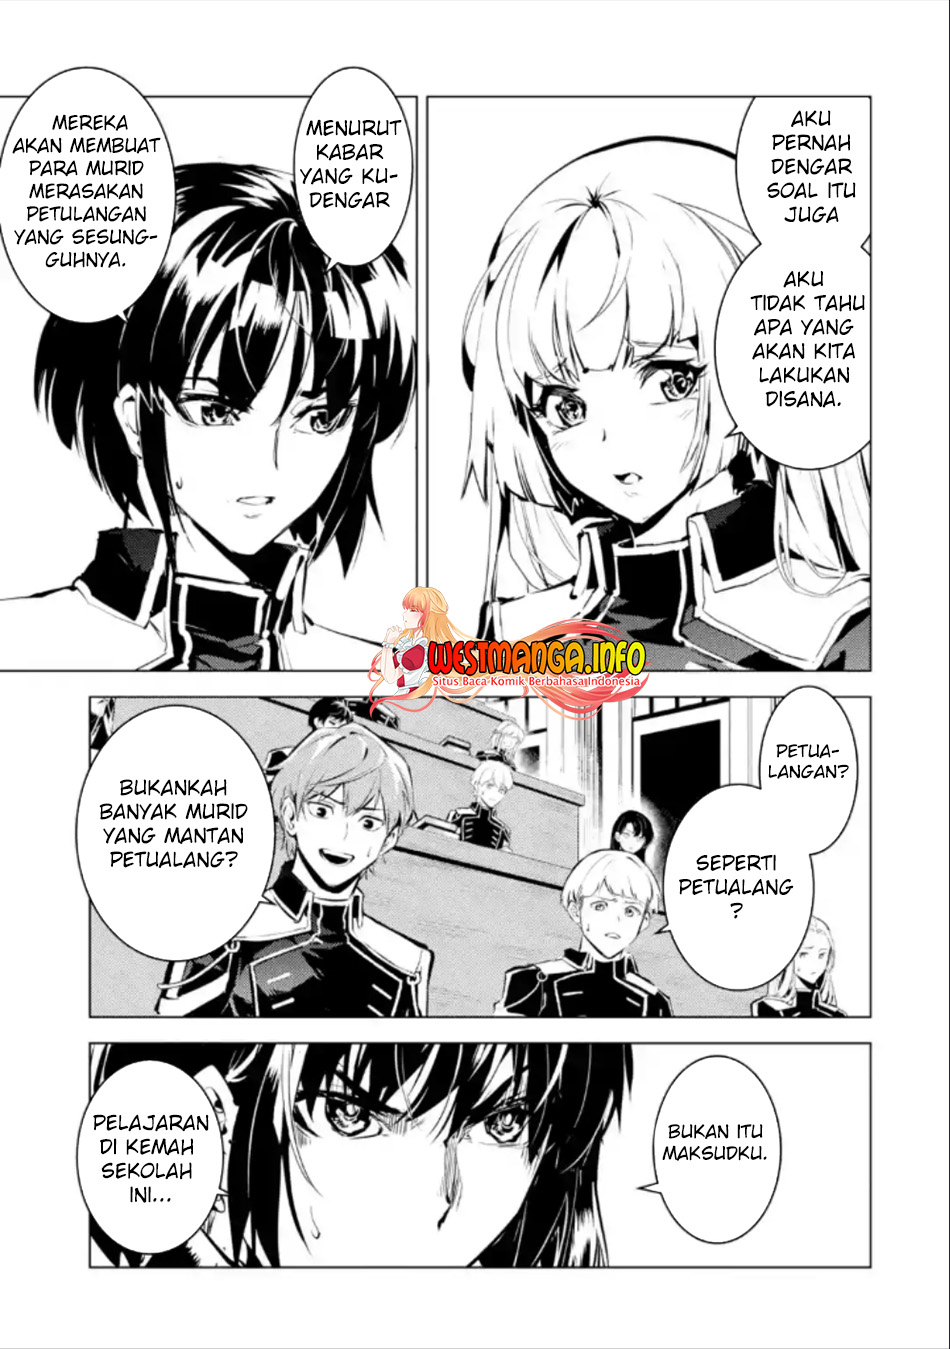 AKU
PERNAH
DENGAR
SOAL ITU
JUGA
AKU
TIDAK TAHU
APA YANG
AKAN KITA
LAKUKAN
DISANA.
MENURUT
KABAR
YANG KU-
DENGAR
MEREKA
AKAN MEMBUAT
PARA MURID
MERASAKAN
PETULANGAN
YANG SESUNG-
GUHNYA.
WESTMANGA.INFO
Situs Baca Komik Berbahasa Indonesia
PETUA-
LANGAN?
SEPERTI
PETUALANG
?
BUKANKAH
BANYAK MURID
YANG MANTAN
PETUALANG?
BUKAN ITU
MAKSUDKU.
PELAJARAN
DI KEMAH
SEKOLAH
INI...